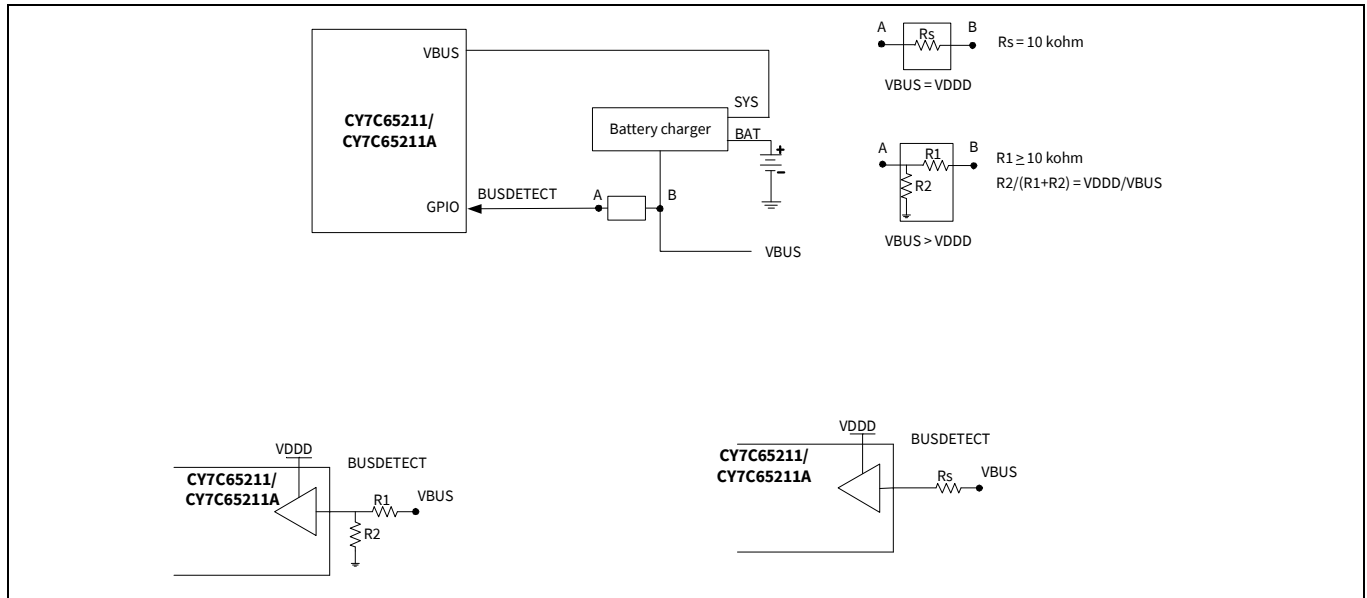 VBUS
CY7C65211/
CY7C65211A
GPIO
BUSDETECT
A
B
Battery charger
SYS
BAT
+
-
VBUS
A
Rs
B
Rs = 10 kohm
VBUS = VDDD
A
R1
B
R2
R1 ≥ 10 kohm
R2/(R1+R2) = VDDD/VBUS
VBUS > VDDD
VDDD
BUSDETECT
CY7C65211/
CY7C65211A
R1
VBUS
R2
VDDD
BUSDETECT
CY7C65211/
CY7C65211A
Rs
VBUS